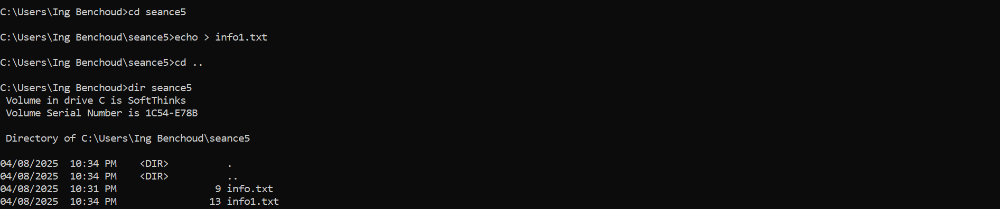 C:\Users\Ing Benchoud>cd seance5
C:\Users\Ing Benchoud\seance5>echo > info1.txt
C:\Users\Ing Benchoud\seance5>cd ..
C:\Users\Ing Benchoud>dir seance5
 Volume in drive C is SoftThinks
 Volume Serial Number is 1C54-E78B
 Directory of C:\Users\Ing Benchoud\seance5
04/08/2025  10:34 PM    <DIR>          .
04/08/2025  10:34 PM    <DIR>          ..
04/08/2025  10:31 PM                 9 info.txt
04/08/2025  10:34 PM                13 info1.txt